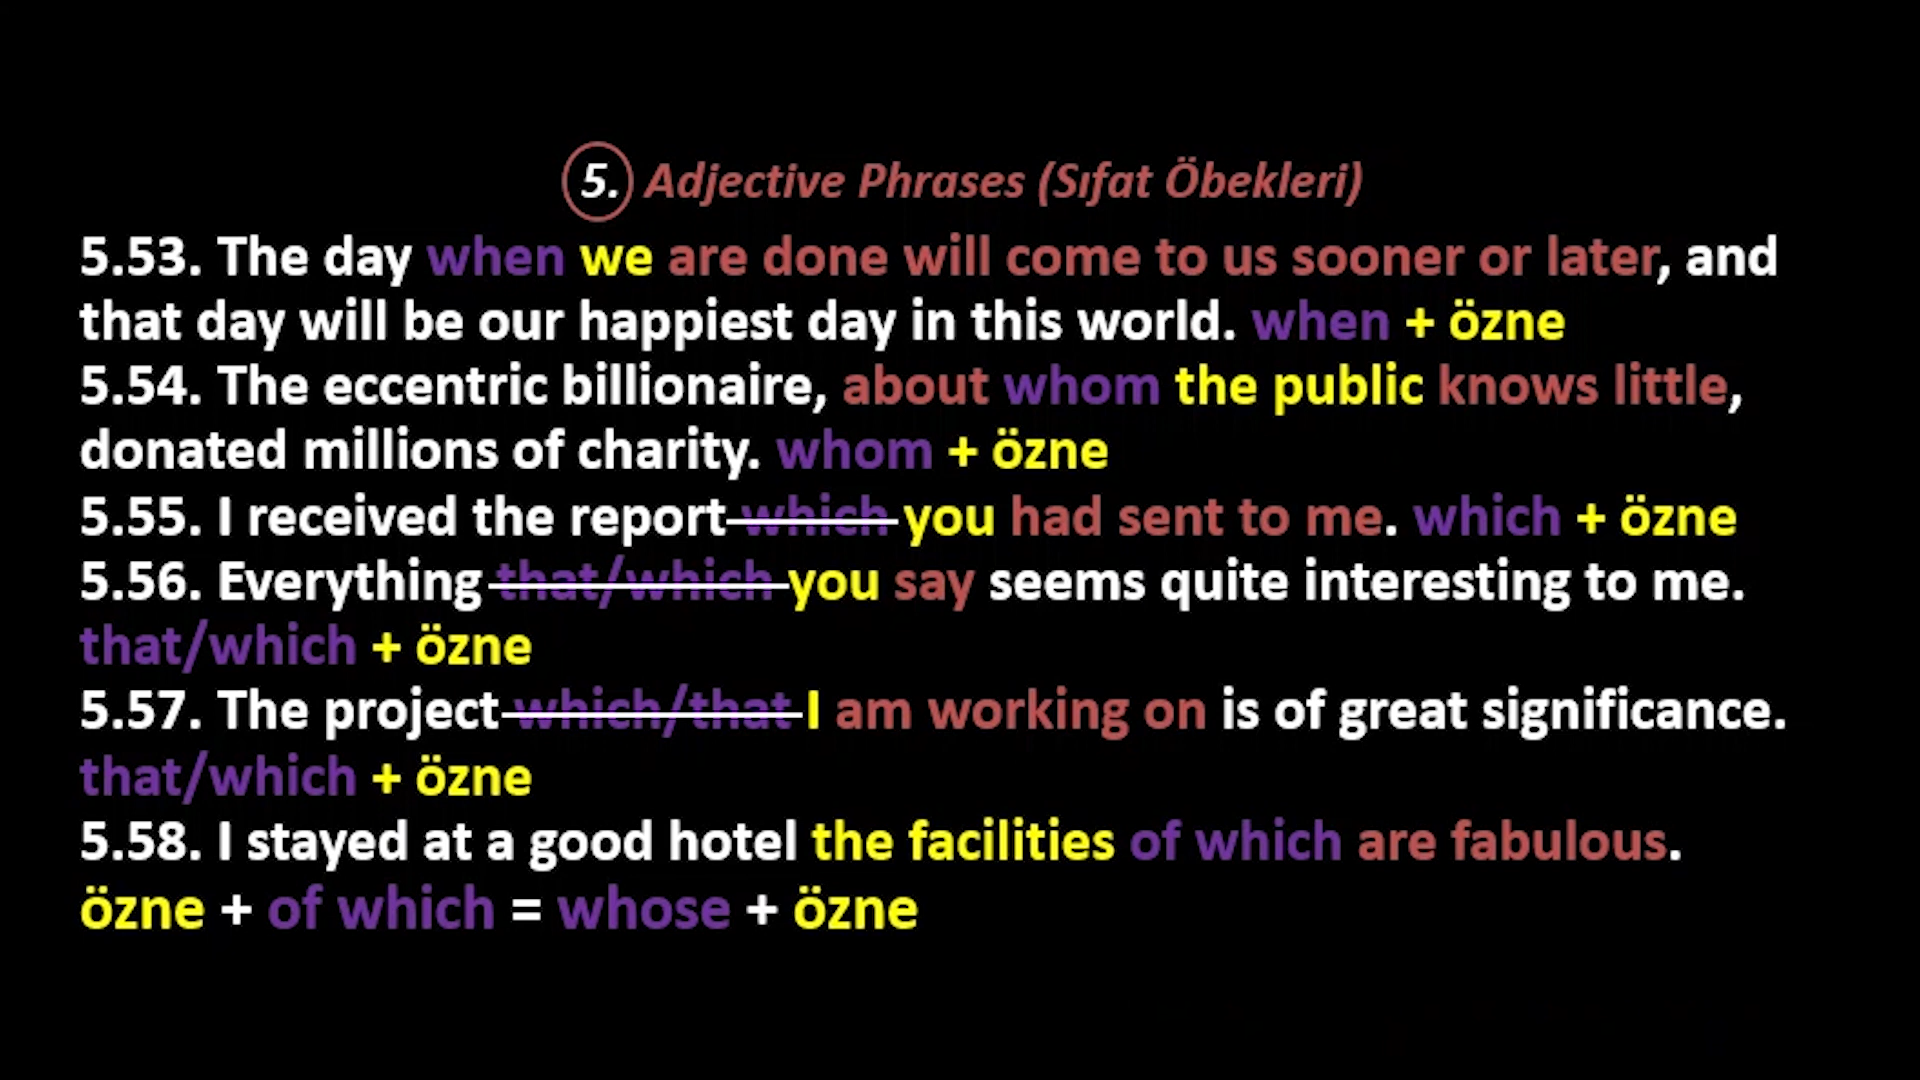 5. Adjective Phrases (Sıfat Öbekleri)
5.53. The day when we are done will come to us sooner or later, and
that day will be our happiest day in this world. when + özne
5.54. The eccentric billionaire, about whom the public knows little,
donated millions of charity. whom + özne
5.55. I received the report which you had sent to me. which + özne
5.56. Everything that/which you say seems quite interesting to me.
that/which + özne
5.57. The project which/that I am working on is of great significance.
that/which + özne
5.58. I stayed at a good hotel the facilities of which are fabulous.
özne + of which = whose + özne